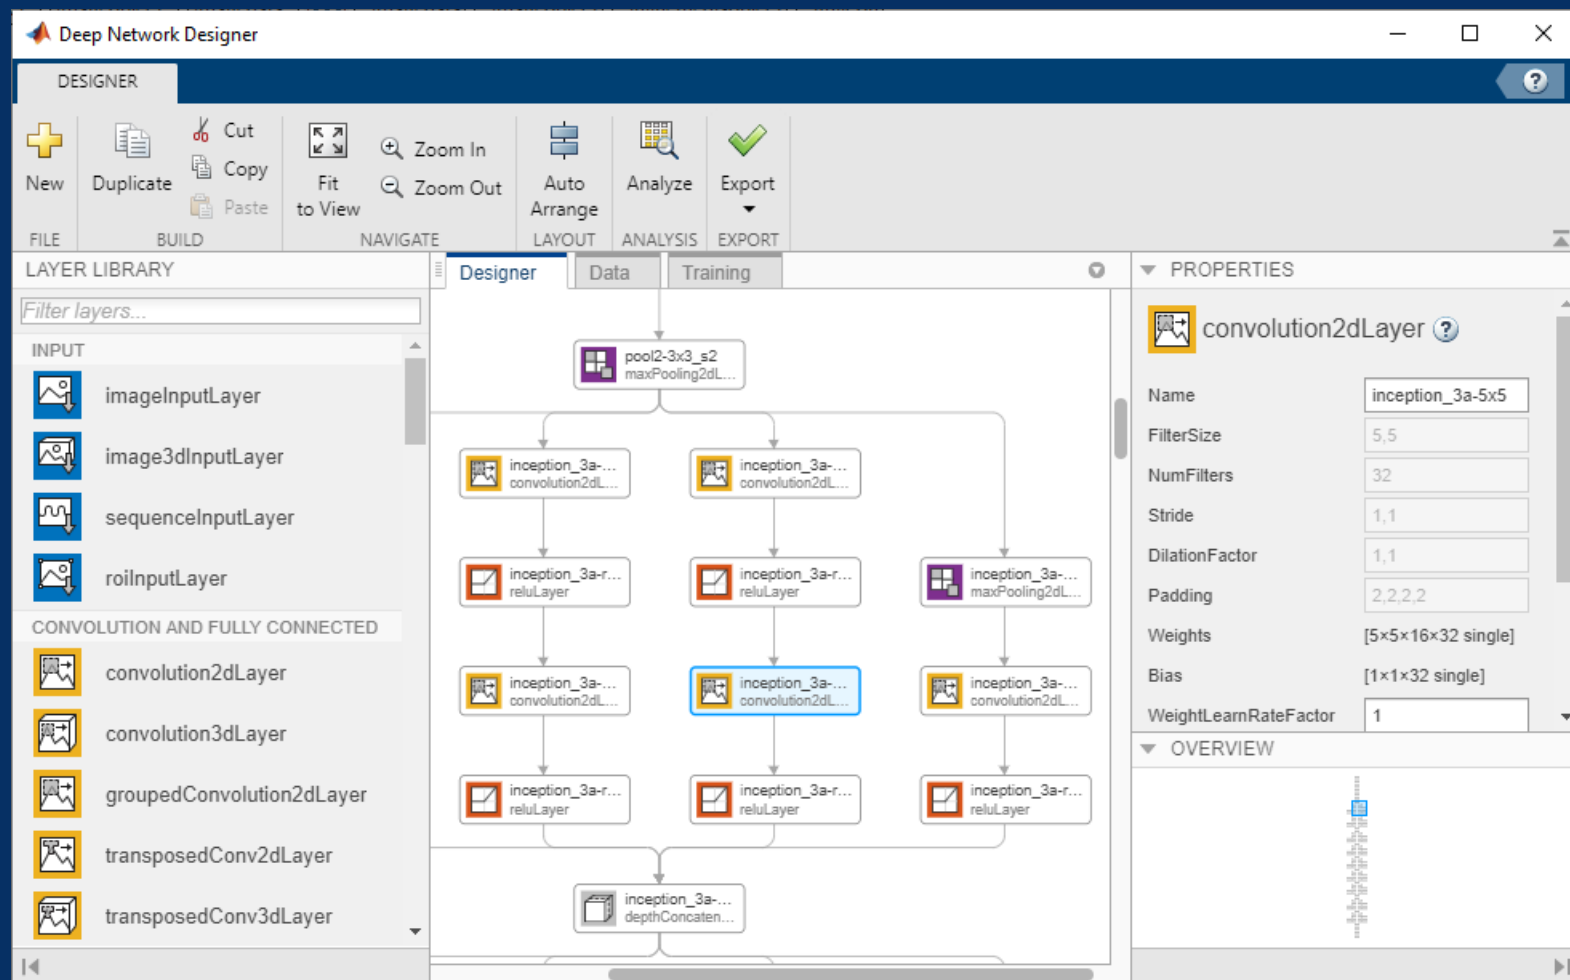 Deep Network Designer
DESIGNER
New
Duplicate
Cut
Copy
Paste
Fit
to View
Zoom In
Zoom Out
Auto
Arrange
Analyze
Export
FILE
BUILD
NAVIGATE
LAYOUT
ANALYSIS
EXPORT
LAYER LIBRARY
Filter layers...
INPUT
imageInputLayer
image3dInputLayer
sequenceInputLayer
roiInputLayer
CONVOLUTION AND FULLY CONNECTED
convolution2dLayer
convolution3dLayer
groupedConvolution2dLayer
transposedConv2dLayer
transposedConv3dLayer
Designer
Data
Training
pool2-3x3_s2
maxPooling2dL...
inception_3a-...
convolution2dL...
inception_3a-...
convolution2dL...
inception_3a-r...
reluLayer
inception_3a-r...
reluLayer
inception_3a-...
maxPooling2dL...
inception_3a-...
convolution2dL...
inception_3a-...
convolution2dL...
inception_3a-...
convolution2dL...
inception_3a-r...
reluLayer
inception_3a-r...
reluLayer
inception_3a-r...
reluLayer
inception_3a-...
depthConcaten...
PROPERTIES
convolution2dLayer ?
Name inception_3a-5x5
FilterSize 5,5
NumFilters 32
Stride 1,1
DilationFactor 1,1
Padding 2,2,2,2
Weights [5×5×16×32 single]
Bias [1×1×32 single]
WeightLearnRateFactor 1
OVERVIEW